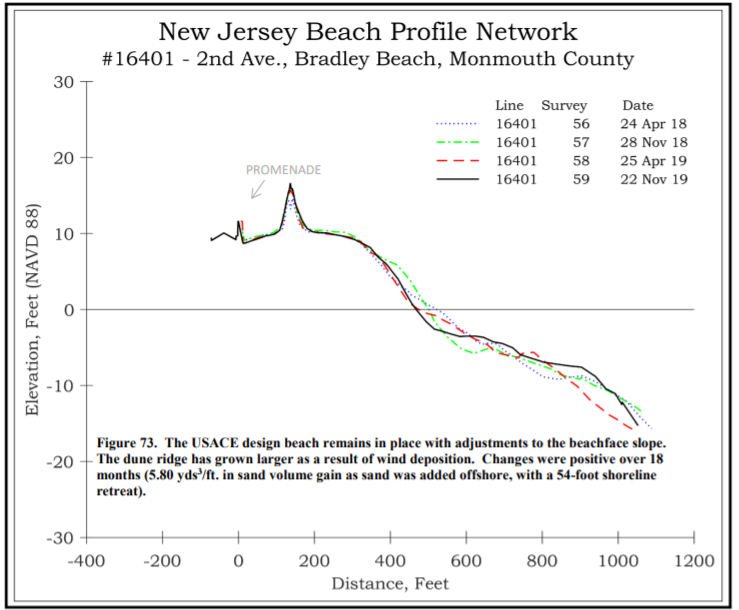 New Jersey Beach Profile Network
#16401 - 2nd Ave., Bradley Beach, Monmouth County
Line Survey Date
16401 56 24 Apr 18
16401 57 28 Nov 18
16401 58 25 Apr 19
16401 59 22 Nov 19
PROMENADE
Elevation, Feet (NAVD 88)
30
20
10
0
-10
-20
-30
Figure 73. The USACE design beach remains in place with adjustments to the beachface slope.
The dune ridge has grown larger as a result of wind deposition. Changes were positive over 18
months (5.80 yds³/ft. in sand volume gain as sand was added offshore, with a 54-foot shoreline
retreat).
-400 -200 0 200 400 600 800 1000 1200
Distance, Feet